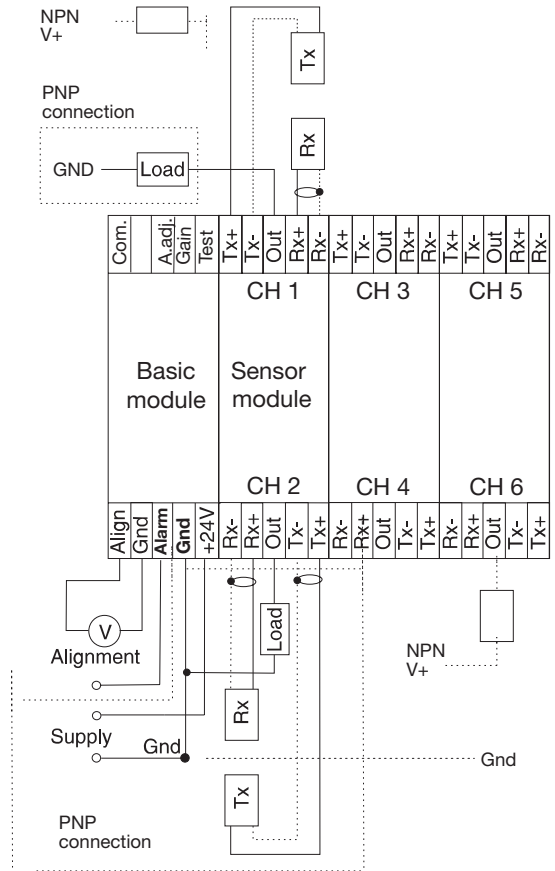 NPN
V+
Tx
PNP
connection
Rx
GND
Load
Com.
A.adj.
Gain
Test
Tx+
Tx-
Out
Rx+
Rx-
Tx+
Tx-
Out
Rx+
Rx-
Tx+
Tx-
Out
Rx+
Rx-
CH 1
CH 3
CH 5
Basic
module
Sensor
module
CH 2
CH 4
CH 6
Align
Gnd
Alarm
Gnd
+24V
Rx-
Rx+
Out
Tx-
Tx+
Rx-
Rx+
Out
Tx-
Tx+
Rx-
Rx+
Out
Tx-
Tx+
V
Load
Alignment
NPN
V+
Rx
Supply
Gnd
Gnd
Tx
PNP
connection